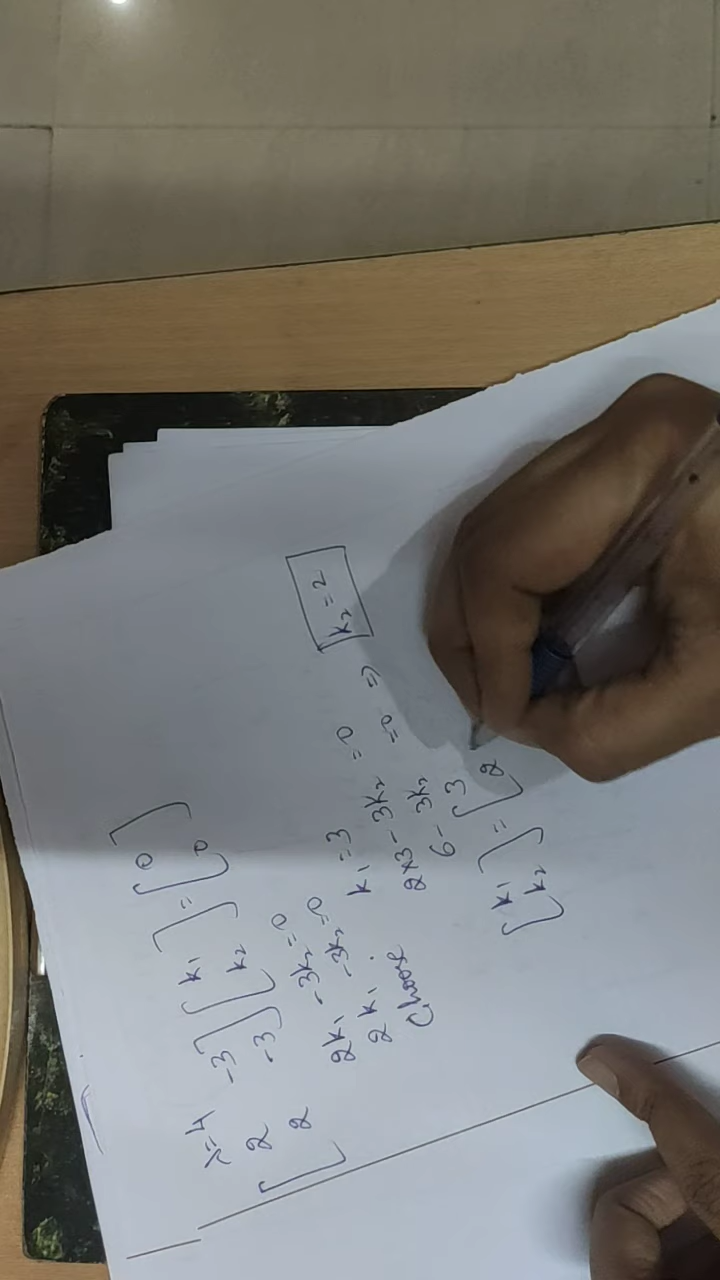 λ=4
[2 -3
2 -3] [k₁
k₂] = [0
0]
2k₁ - 3k₂ = 0
2k₁ - 3k₂ = 0
Choose k₁ = 3
2×3 - 3k₂ = 0
6 - 3k₂ = 0 ⇒ k₂ = 2
[k₁
k₂] = [3
2